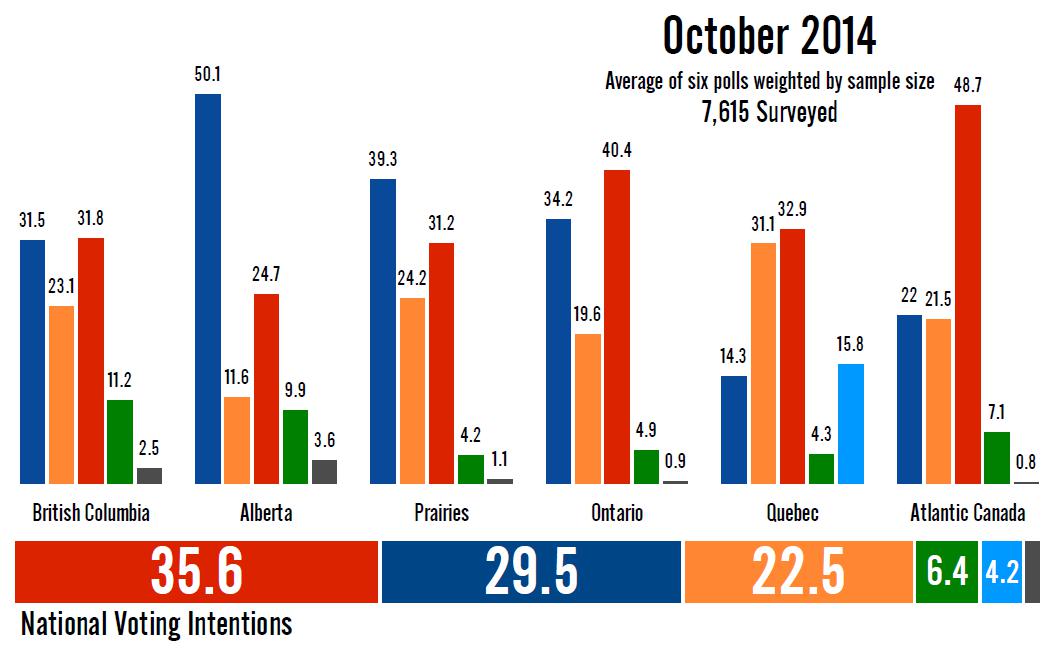 October 2014
Average of six polls weighted by sample size
7,615 Surveyed
31.5 23.1 31.8 11.2 2.5
50.1 11.6 24.7 9.9 3.6
39.3 24.2 31.2 4.2 1.1
34.2 19.6 40.4 4.9 0.9
14.3 31.1 32.9 4.3 15.8
22 21.5 48.7 7.1 0.8
British Columbia Alberta Prairies Ontario Quebec Atlantic Canada
35.6 29.5 22.5 6.4 4.2
National Voting Intentions